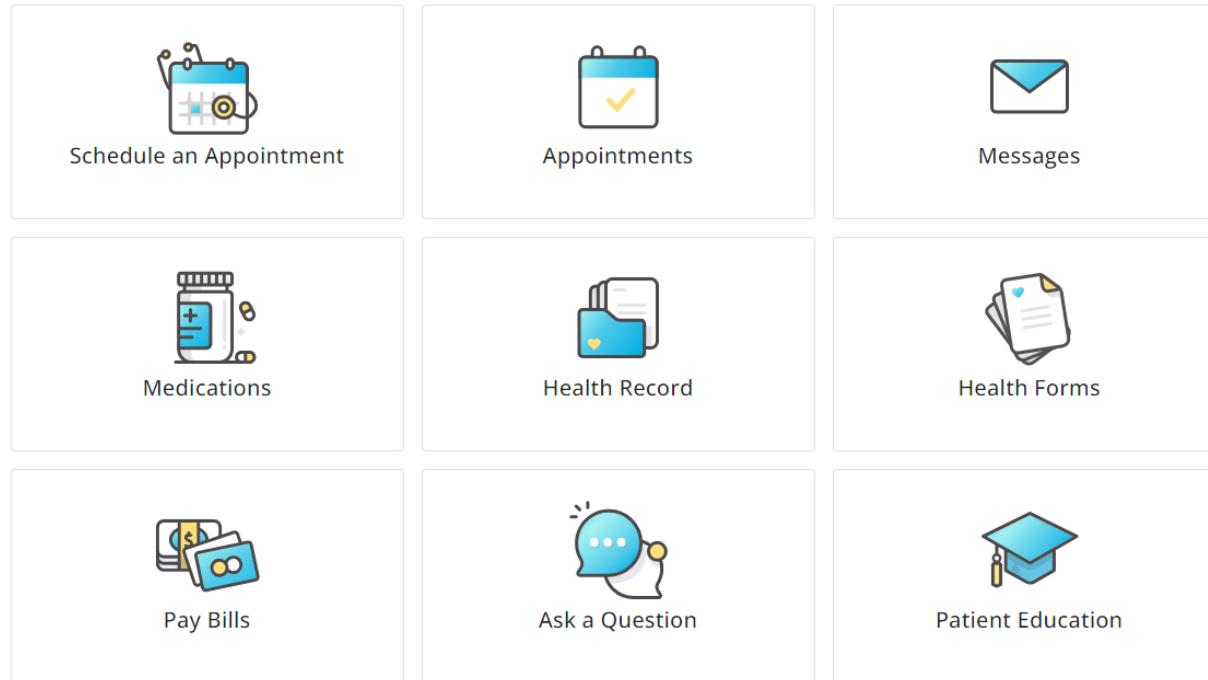 Schedule an Appointment
Appointments
Messages
Medications
Health Record
Health Forms
$
Pay Bills
Ask a Question
Patient Education